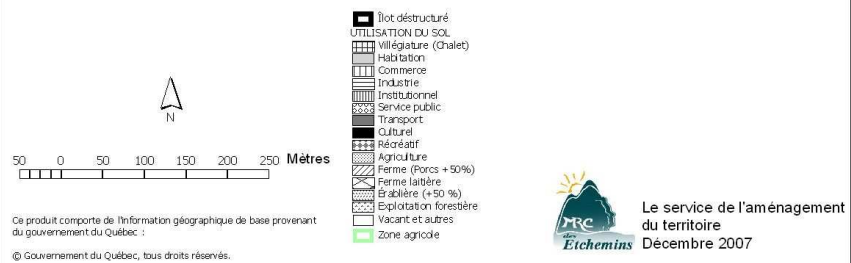 Îlot déstructuré
UTILISATION DU SOL
Villégiature (Chalet)
Habitation
Commerce
Industrie
Institutionnel
Service public
Transport
Culturel
Récréatif
Agriculture
Ferme (Porcs +50%)
Ferme laitière
Érablière (+50 %)
Exploitation forestière
Vacant et autres
Zone agricole
N
50 0 50 100 150 200 250 Mètres
Ce produit comporte de l'information géographique de base provenant
du gouvernement du Québec :
© Gouvernement du Québec, tous droits réservés.
MRC
des
Etchemins
Le service de l'aménagement
du territoire
Décembre 2007